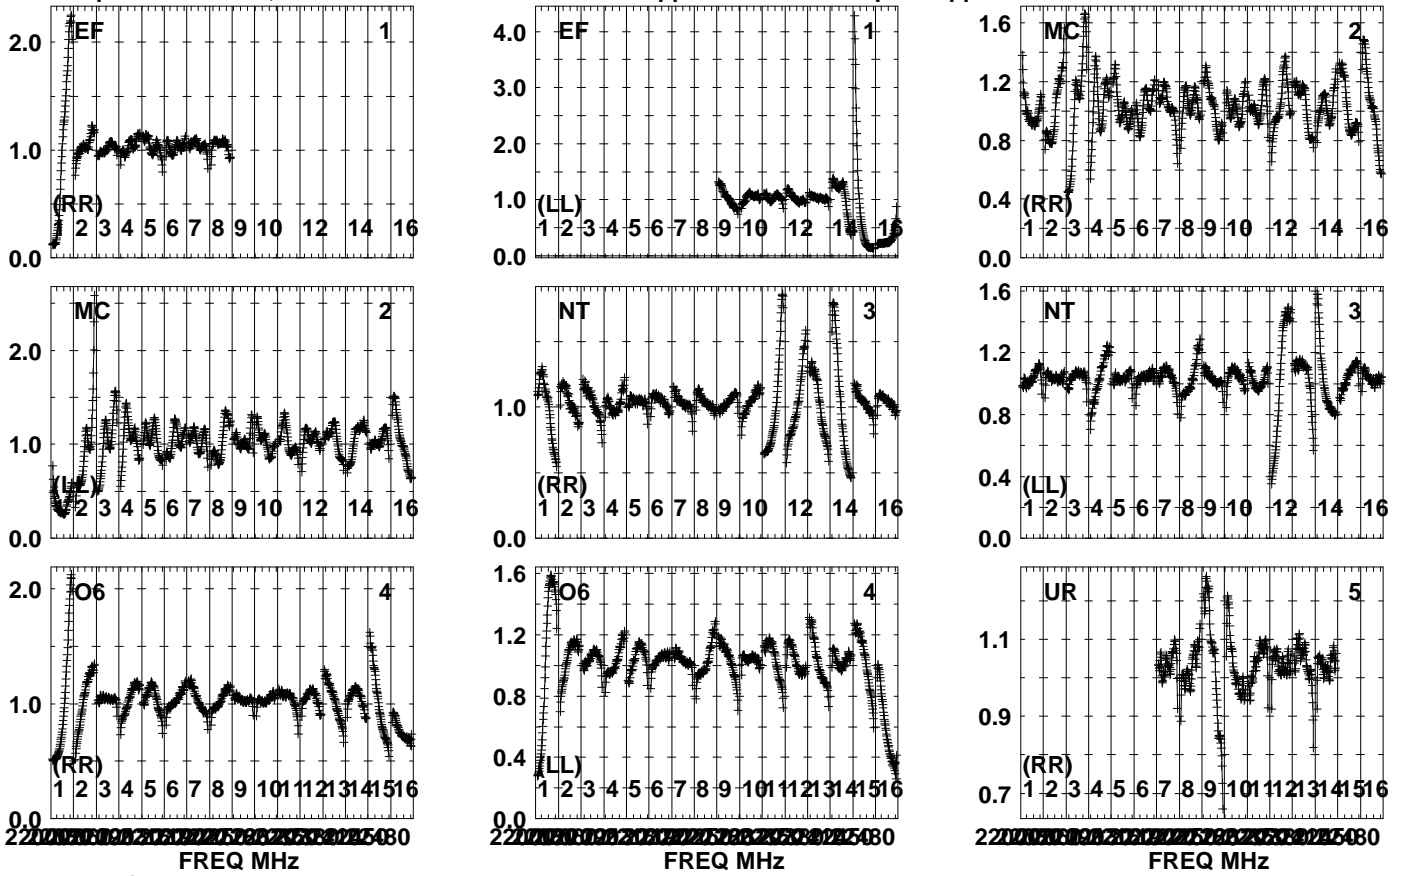 EF 1
2.0
1.0
(RR)
2 3 4 5 6 7 8 9 10 12 14 16
0.0
EF 1
4.0
3.0
2.0
1.0
(LL)
1 2 3 4 5 6 7 8 9 10 12 14 16
0.0
MC 2
1.6
1.2
0.8
0.4
(RR)
1 2 3 4 5 6 7 8 9 10 12 14 16
0.0
MC 2
2.0
1.0
(LL)
2 3 4 5 6 7 8 9 10 12 14 16
0.0
NT 3
1.0
(RR)
2 3 4 5 6 7 8 9 10 12 14 16
0.0
NT 3
1.6
1.2
0.8
0.4
(LL)
1 2 3 4 5 6 7 8 9 10 12 14 16
0.0
O6 4
2.0
1.0
(RR)
1 2 3 4 5 6 7 8 9 10 11 12 13 14 15 16
0.0
FREQ MHz
O6 4
1.6
1.2
0.8
0.4
(LL)
1 2 3 4 5 6 7 8 9 10 11 12 13 14 15 16
0.0
FREQ MHz
UR 5
1.1
0.9
(RR)
0.7
1 2 3 4 5 6 7 8 9 10 11 12 13 14 15 16
FREQ MHz